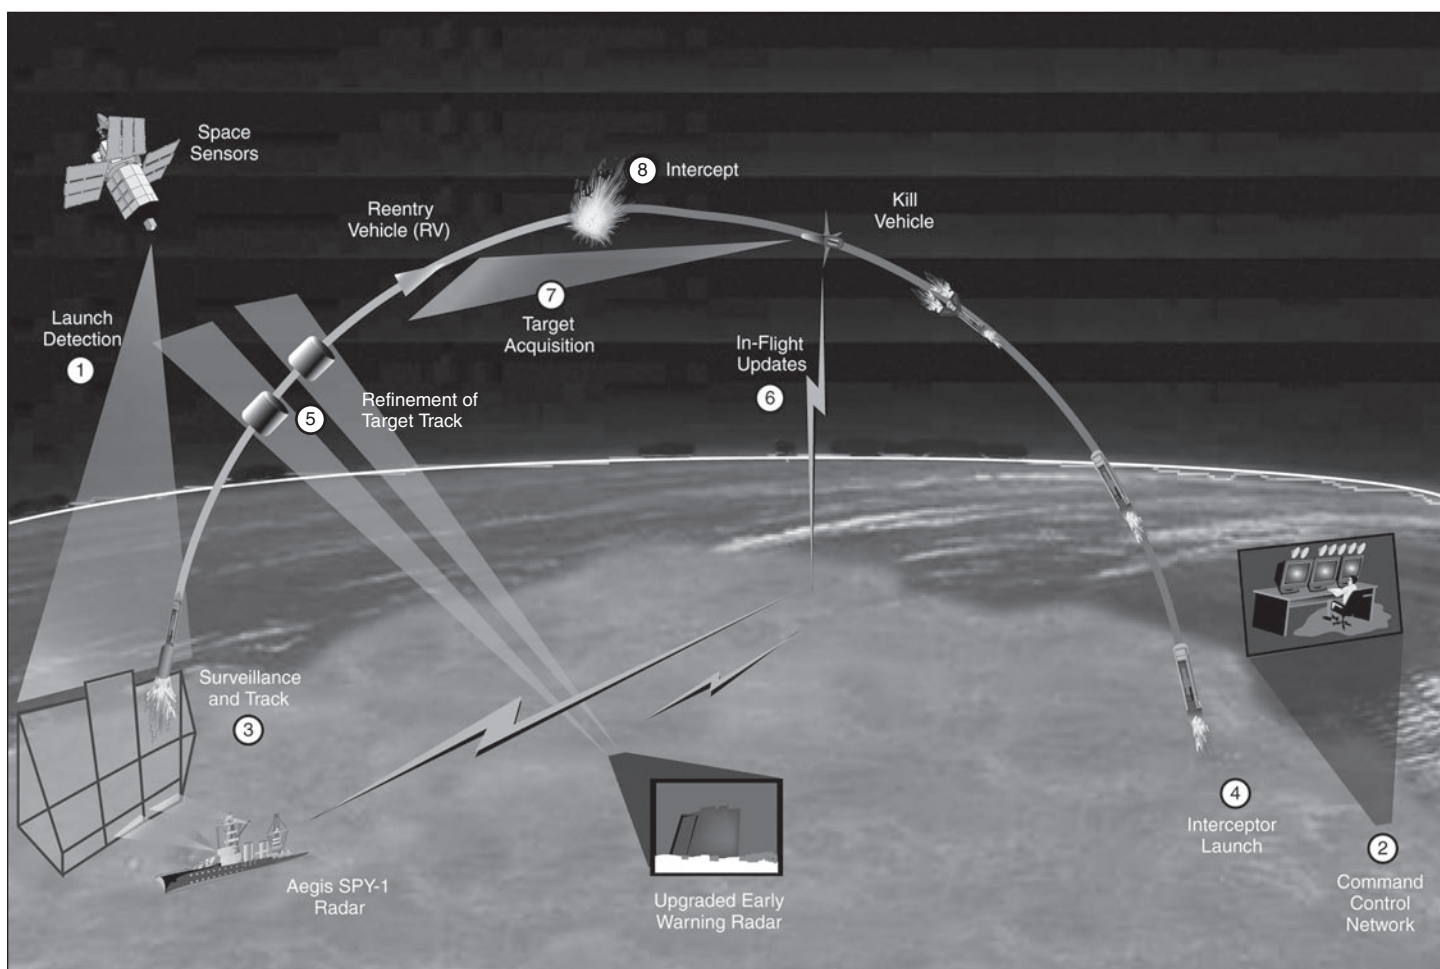 Space
Sensors
8 Intercept
Kill
Vehicle
Reentry
Vehicle (RV)
Launch
Detection
1
7
Target
Acquisition
In-Flight
Updates
6
5
Refinement of
Target Track
Surveillance
and Track
3
4
Interceptor
Launch
2
Command
Control
Network
Aegis SPY-1
Radar
Upgraded Early
Warning Radar